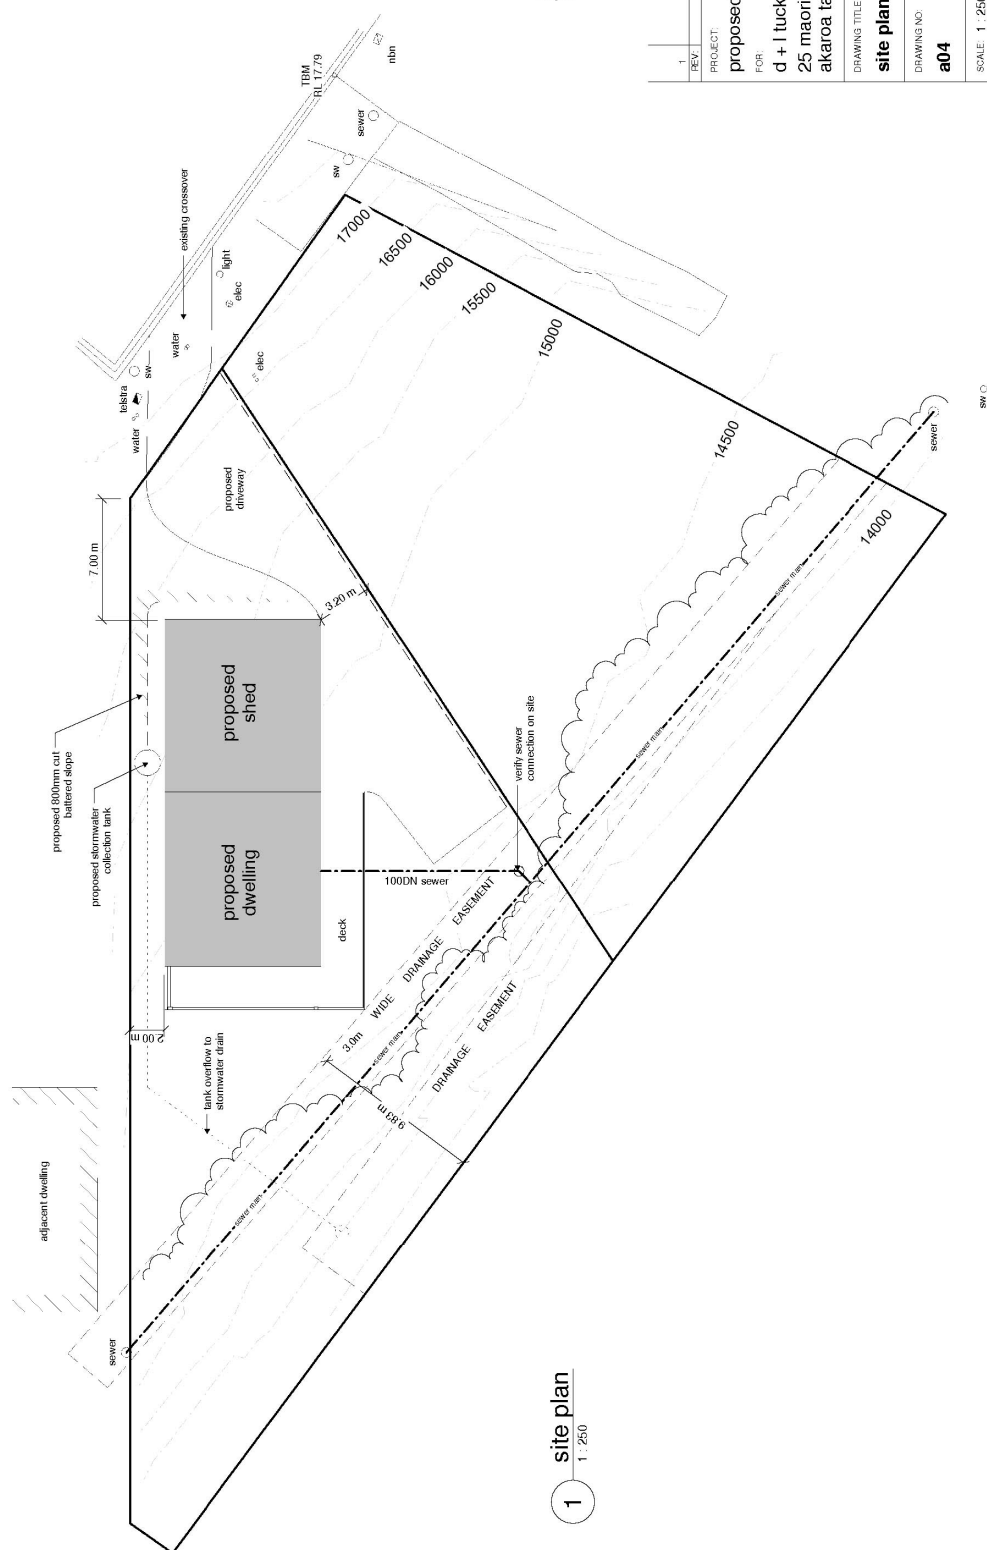 adjacent dwelling
sewer
tank overflow to
stormwater drain
2.00 m
proposed 800mm cut
battered slope
proposed stormwater
collection tank
7.00 m
proposed
dwelling
proposed
shed
deck
100DN sewer
3.20 m
proposed
driveway
verify sewer
connection on site
water
telstra
sw
water
existing crossover
light
elec
elec
TBM
RL 17.79
nbn
sewer
sw
17000
16500
16000
15500
15000
14500
14000
3.0m WIDE DRAINAGE EASEMENT
DRAINAGE EASEMENT
9.83 m
sewer main
sewer main
sewer main
sewer main
sewer
sw
1
site plan
1 : 250
1
REV:
PROJECT:
proposed
FOR:
d + l tuck
25 maori
akaroa ta
DRAWING TITLE:
site plan
DRAWING NO:
a04
SCALE: 1 : 250